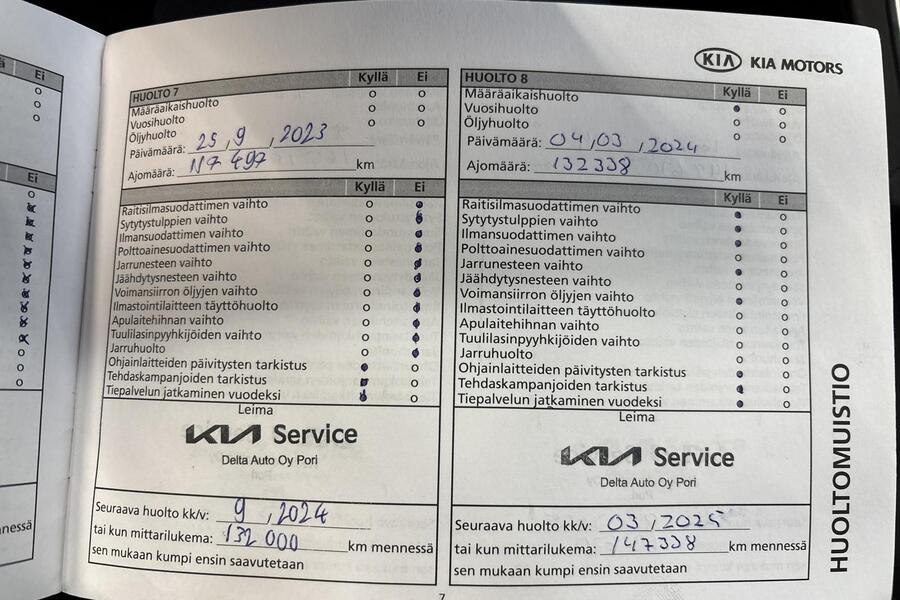 Ei
Ei
nnessä
KIA KIA MOTORS
HUOLTO 7 Kyllä Ei
Määräaikaishuolto o o
Vuosihuolto o o
Öljyhuolto o o
Päivämäärä: 25,9,2023
Ajomäärä: 117 497 km
Kyllä Ei
Raitisilmasuodattimen vaihto
Sytytystulppien vaihto
Ilmansuodattimen vaihto
Polttoainesuodattimen vaihto
Jarrunesteen vaihto
Jäähdytysnesteen vaihto
Voimansiirron öljyjen vaihto
Ilmastointilaitteen täyttöhuolto
Apulaitehihnan vaihto
Tuulilasinpyyhkijöiden vaihto
Jarruhuolto
Ohjainlaitteiden päivitysten tarkistus
Tehdaskampanjoiden tarkistus
Tiepalvelun jatkaminen vuodeksi
Leima
KIA Service
Delta Auto Oy Pori
Seuraava huolto kk/v: 9,2024
tai kun mittarilukema: 132 000 km mennessä
sen mukaan kumpi ensin saavutetaan
7
HUOLTO 8 Kyllä Ei
Määräaikaishuolto
Vuosihuolto
Öljyhuolto
Päivämäärä: 04,03,2024
Ajomäärä: 132338 km
Kyllä Ei
Raitisilmasuodattimen vaihto
Sytytystulppien vaihto
Ilmansuodattimen vaihto
Polttoainesuodattimen vaihto
Jarrunesteen vaihto
Jäähdytysnesteen vaihto
Voimansiirron öljyjen vaihto
Ilmastointilaitteen täyttöhuolto
Apulaitehihnan vaihto
Tuulilasinpyyhkijöiden vaihto
Jarruhuolto
Ohjainlaitteiden päivitysten tarkistus
Tehdaskampanjoiden tarkistus
Tiepalvelun jatkaminen vuodeksi
Leima
KIA Service
Delta Auto Oy Pori
Seuraava huolto kk/v: 03,2025
tai kun mittarilukema: 147338 km mennessä
sen mukaan kumpi ensin saavutetaan
HUOLTOMUISTIO